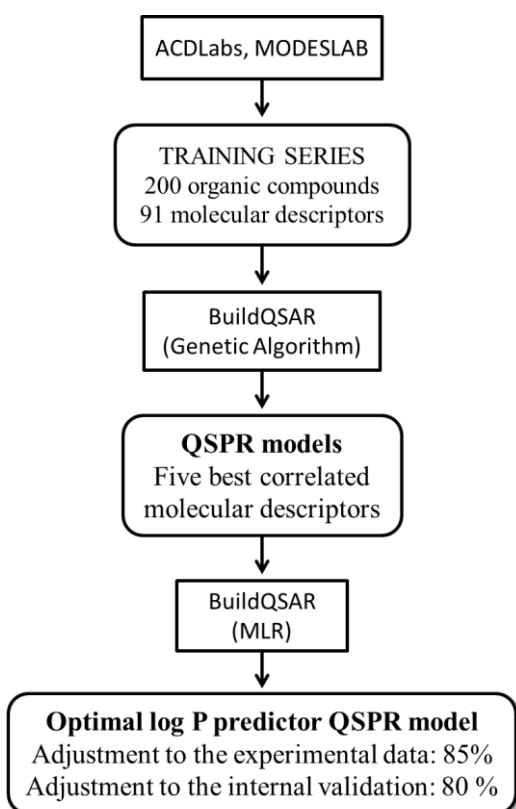 ACDLabs, MODESLAB
TRAINING SERIES
200 organic compounds
91 molecular descriptors
BuildQSAR
(Genetic Algorithm)
QSPR models
Five best correlated
molecular descriptors
BuildQSAR
(MLR)
Optimal log P predictor QSPR model
Adjustment to the experimental data: 85%
Adjustment to the internal validation: 80 %